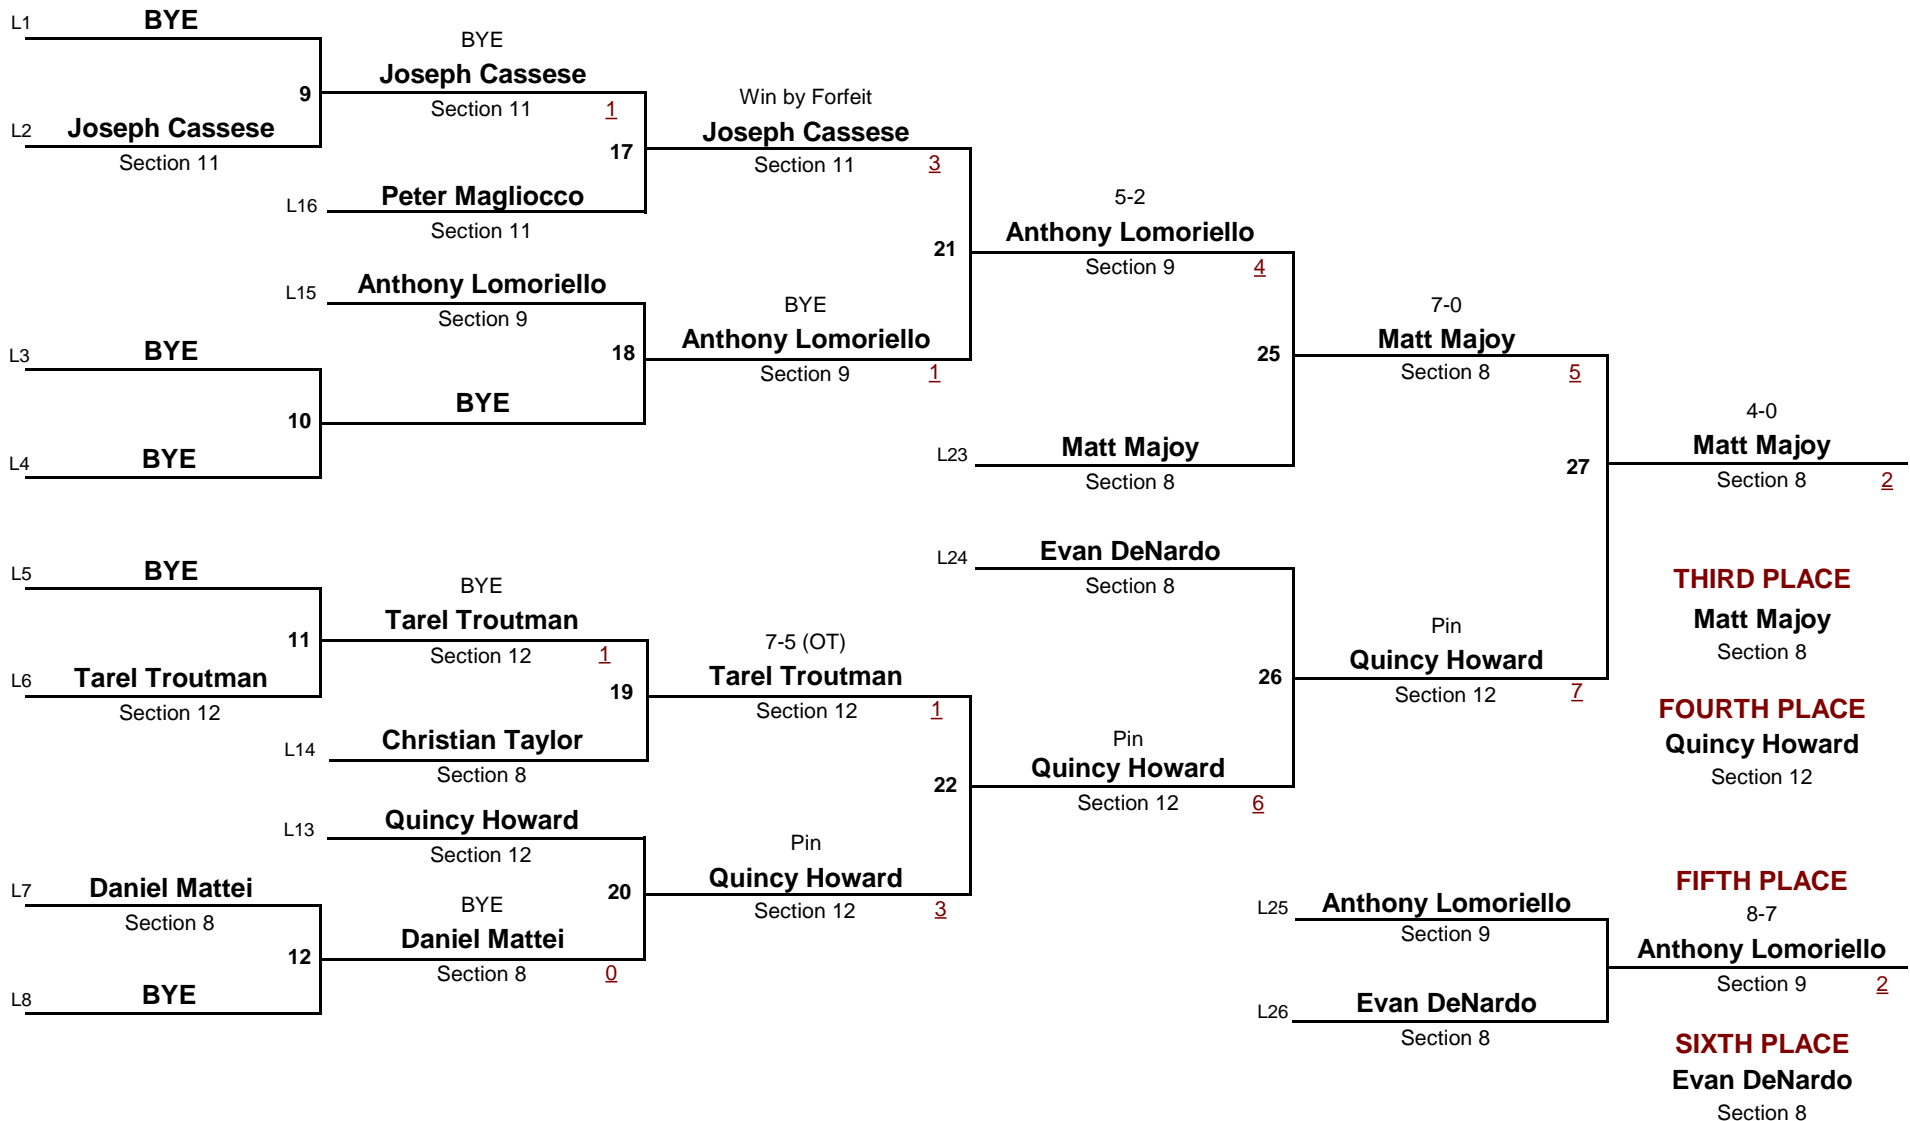 L1 BYE
BYE
Joseph Cassese
9
Section 11 1
L2 Joseph Cassese
Section 11
Win by Forfeit
Joseph Cassese
17
Section 11 3
L16 Peter Magliocco
Section 11
5-2
Anthony Lomoriello
21
Section 9 4
L15 Anthony Lomoriello
Section 9
BYE
Anthony Lomoriello
18
Section 9 1
L3 BYE
10 BYE
L4 BYE
7-0
Matt Majoy
25
Section 8 5
L23 Matt Majoy
Section 8
4-0
Matt Majoy
27
Section 8 2
L5 BYE
BYE
Tarel Troutman
11
Section 12 1
L6 Tarel Troutman
Section 12
7-5 (OT)
Tarel Troutman
19
Section 12 1
L14 Christian Taylor
Section 8
L24 Evan DeNardo
Section 8
Pin
Quincy Howard
26
Section 12 7
Pin
Quincy Howard
22
Section 12 6
L13 Quincy Howard
Section 12
Pin
Quincy Howard
20
Section 12 3
L7 Daniel Mattei
Section 8
BYE
Daniel Mattei
12
Section 8 0
L8 BYE
THIRD PLACE
Matt Majoy
Section 8
FOURTH PLACE
Quincy Howard
Section 12
L25 Anthony Lomoriello
Section 9
FIFTH PLACE
8-7
Anthony Lomoriello
Section 9 2
L26 Evan DeNardo
Section 8
SIXTH PLACE
Evan DeNardo
Section 8